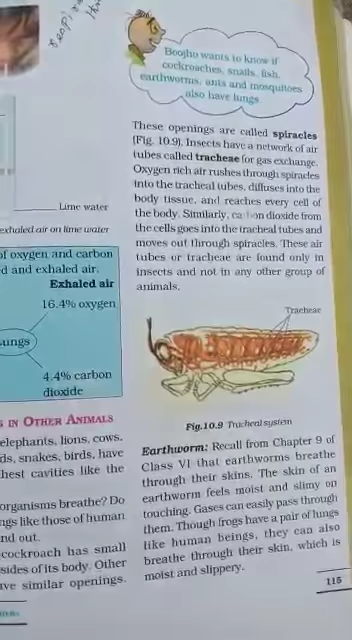 Boojho wants to know if
cockroaches, snails, fish,
earthworms, ants and mosquitoes
also have lungs.
Lime water
exhaled air on lime water
of oxygen and carbon
d and exhaled air.
Exhaled air
16.4% oxygen
ungs
4.4% carbon
dioxide
S IN OTHER ANIMALS
elephants, lions, cows,
ds, snakes, birds, have
hest cavities like the
organisms breathe? Do
ngs like those of human
nd out.
cockroach has small
sides of its body. Other
ave similar openings.
These openings are called spiracles
(Fig. 10.9). Insects have a network of air
tubes called tracheae for gas exchange.
Oxygen rich air rushes through spiracles
into the tracheal tubes, diffuses into the
body tissue, and reaches every cell of
the body. Similarly, carbon dioxide from
the cells goes into the tracheal tubes and
moves out through spiracles. These air
tubes or tracheae are found only in
insects and not in any other group of
animals.
Tracheae
Fig.10.9 Tracheal system
Earthworm: Recall from Chapter 9 of
Class VI that earthworms breathe
through their skins. The skin of an
earthworm feels moist and slimy on
touching. Gases can easily pass through
them. Though frogs have a pair of lungs
like human beings, they can also
breathe through their skin, which is
moist and slippery.
115